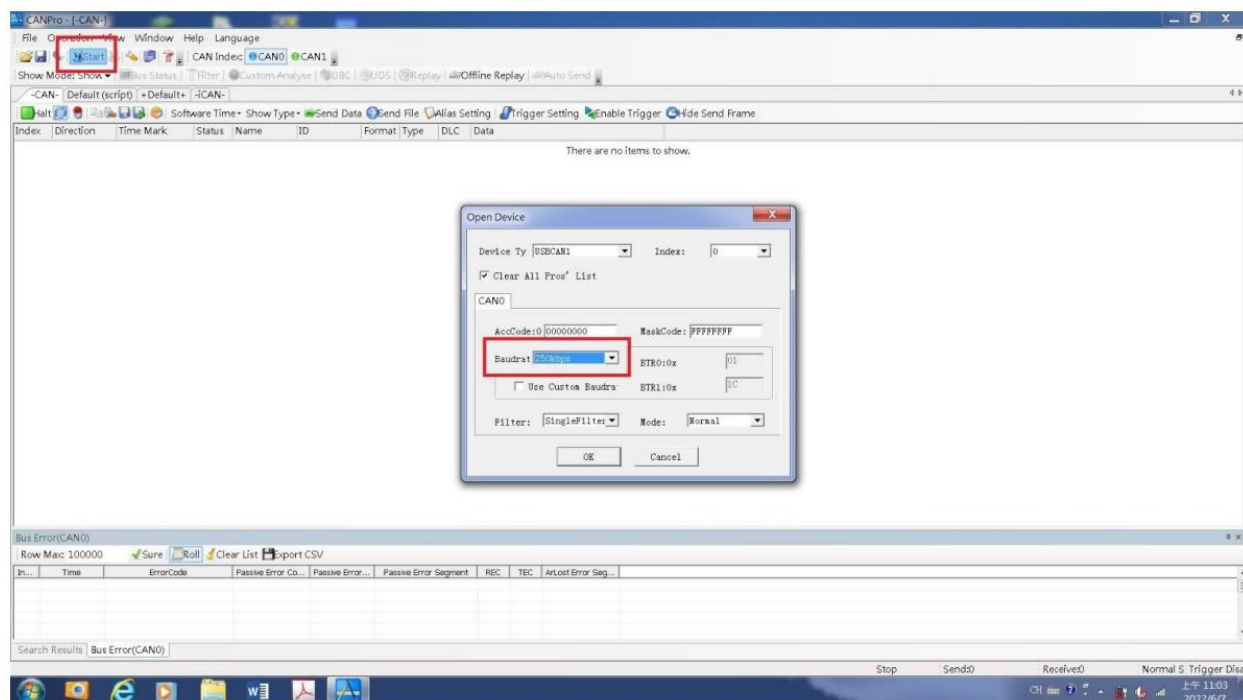 CANPro - [-CAN-]
File Operation View Window Help Language
Start CAN Index: CAN0 CAN1
Show Mode: Show Bus Status Filter Custom Analyse DBC UDS Replay Offline Replay Auto Send
-CAN- Default (script) +Default+ -iCAN-
Halt Software Time Show Type Send Data Send File Alias Setting Trigger Setting Enable Trigger Hide Send Frame
Index Direction Time Mark Status Name ID Format Type DLC Data
There are no items to show.
Open Device
Device Ty USBCAN1 Index: 0
Clear All Pros' List
CAN0
AccCode:0 00000000 MaskCode: FFFFFFFF
Baudrat 250kbps BTR0:0x 01
Use Custom Baudra BTR1:0x 1C
Filter: SingleFilter Mode: Normal
OK Cancel
Bus Error(CAN0)
Row Max: 100000 Sure Roll Clear List Export CSV
In... Time ErrorCode Passive Error Co... Passive Error... Passive Error Segment REC TEC ArLost Error Seg...
Search Results Bus Error(CAN0)
Stop Send:0 Receive:0 Normal S Trigger Disa
CH 上午 11:03
2022/6/7